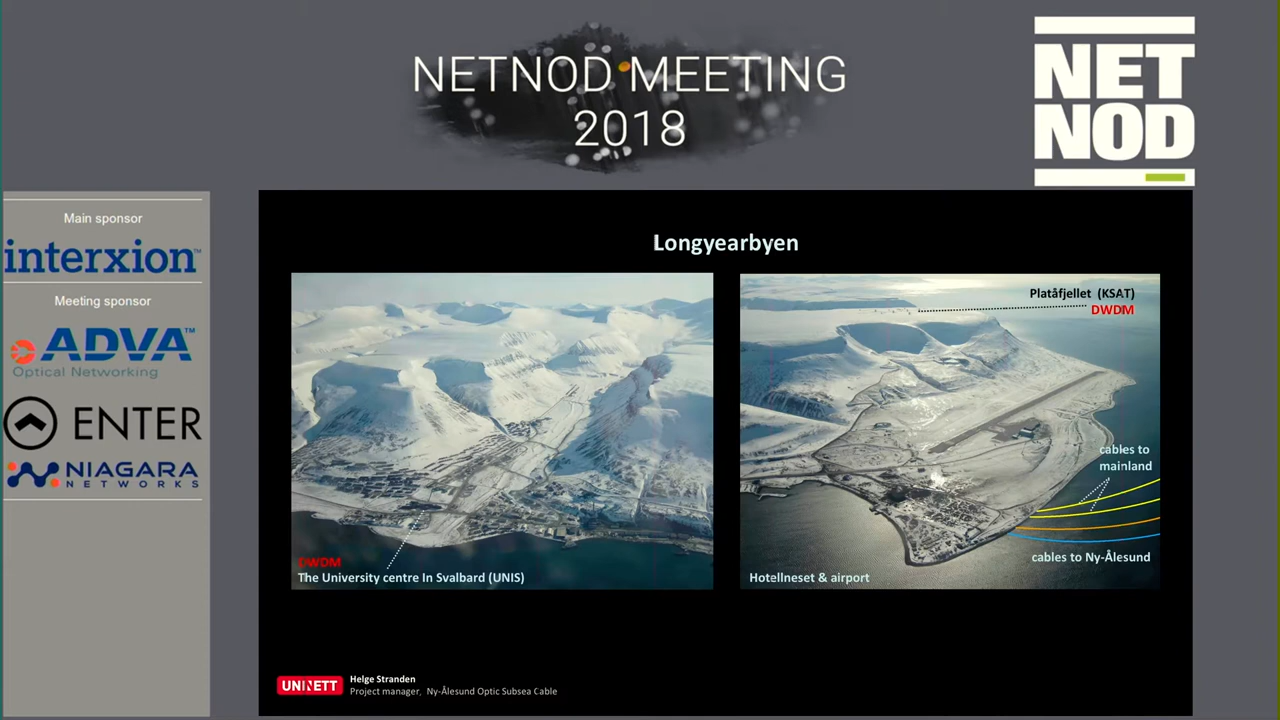 NETNOD MEETING
2018
NET
NOD
Main sponsor
interxion™
Meeting sponsor
ADVA™
Optical Networking
ENTER
NIAGARA
NETWORKS
Longyearbyen
Platåfjellet (KSAT)
DWDM
cables to
mainland
cables to Ny-Ålesund
Hotellneset & airport
DWDM
The University centre In Svalbard (UNIS)
UNINETT
Helge Stranden
Project manager, Ny-Ålesund Optic Subsea Cable